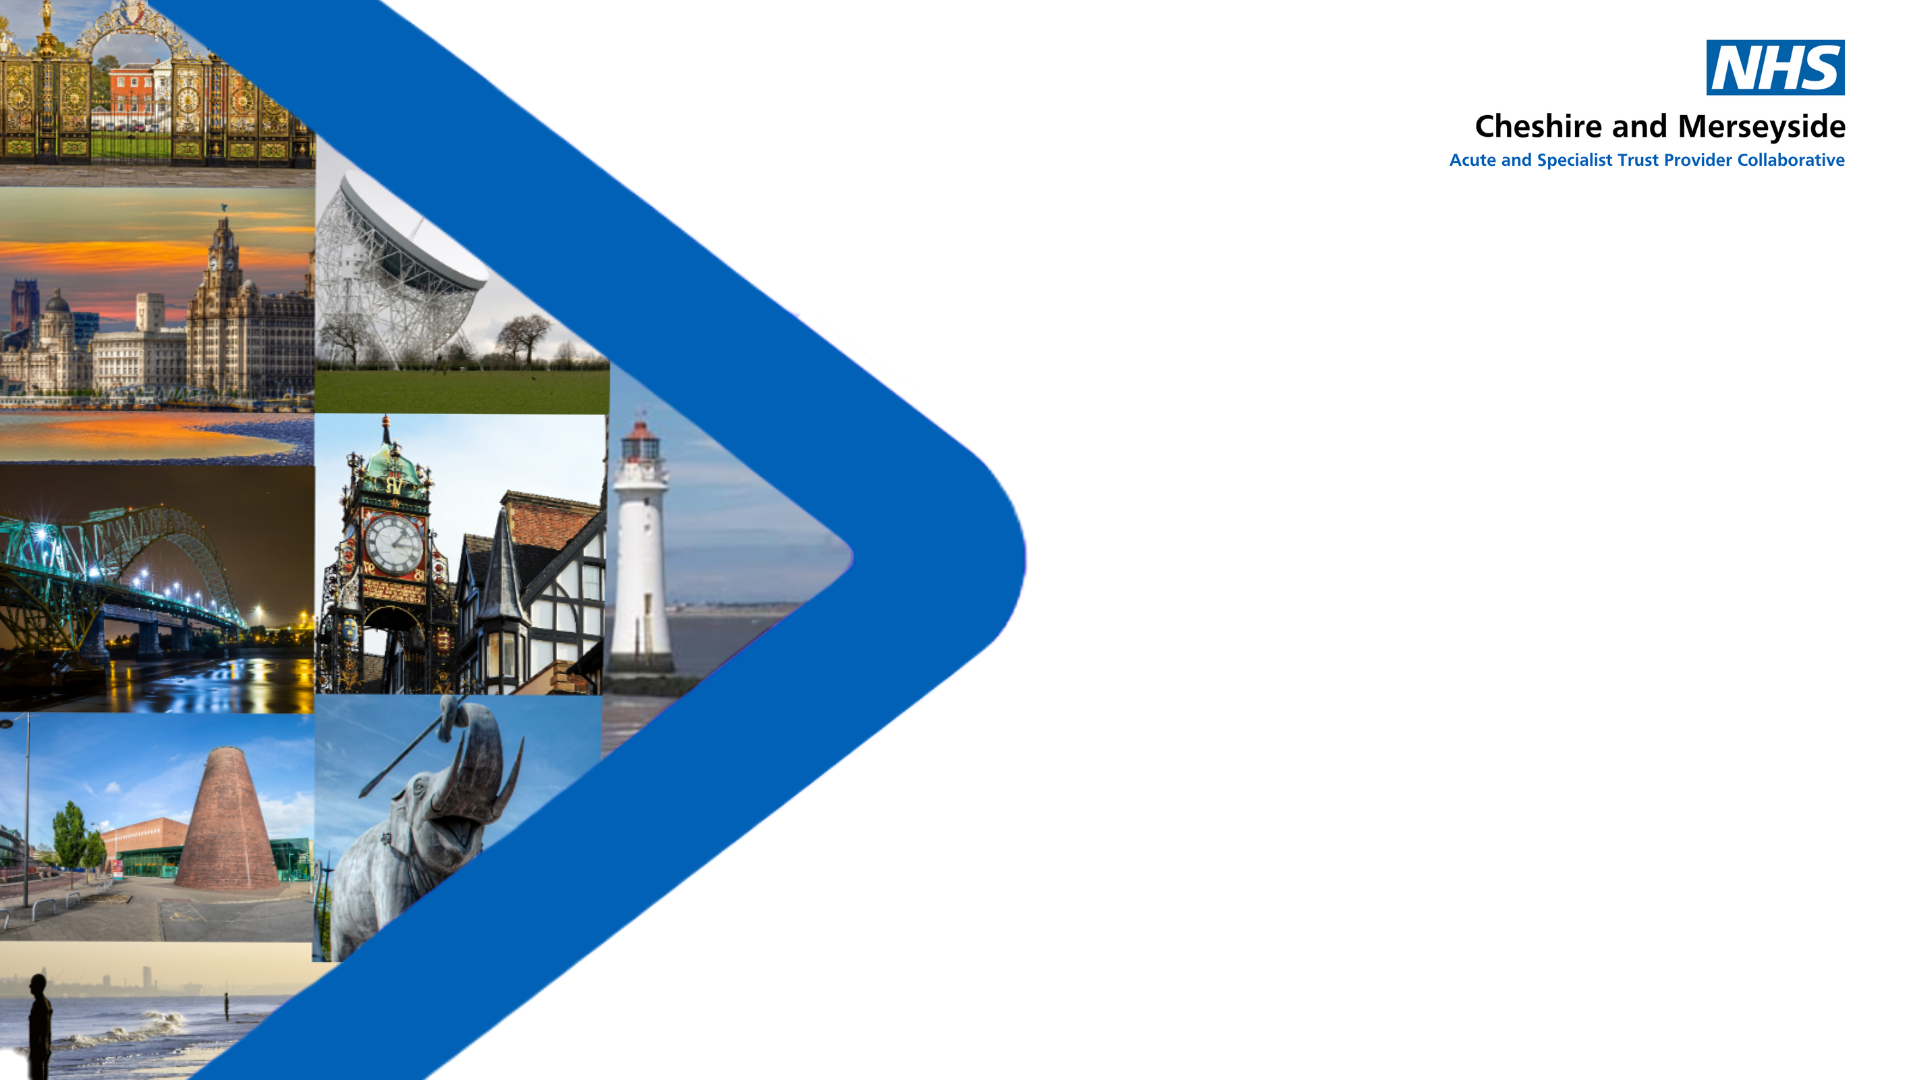 NHS
Cheshire and Merseyside
Acute and Specialist Trust Provider Collaborative